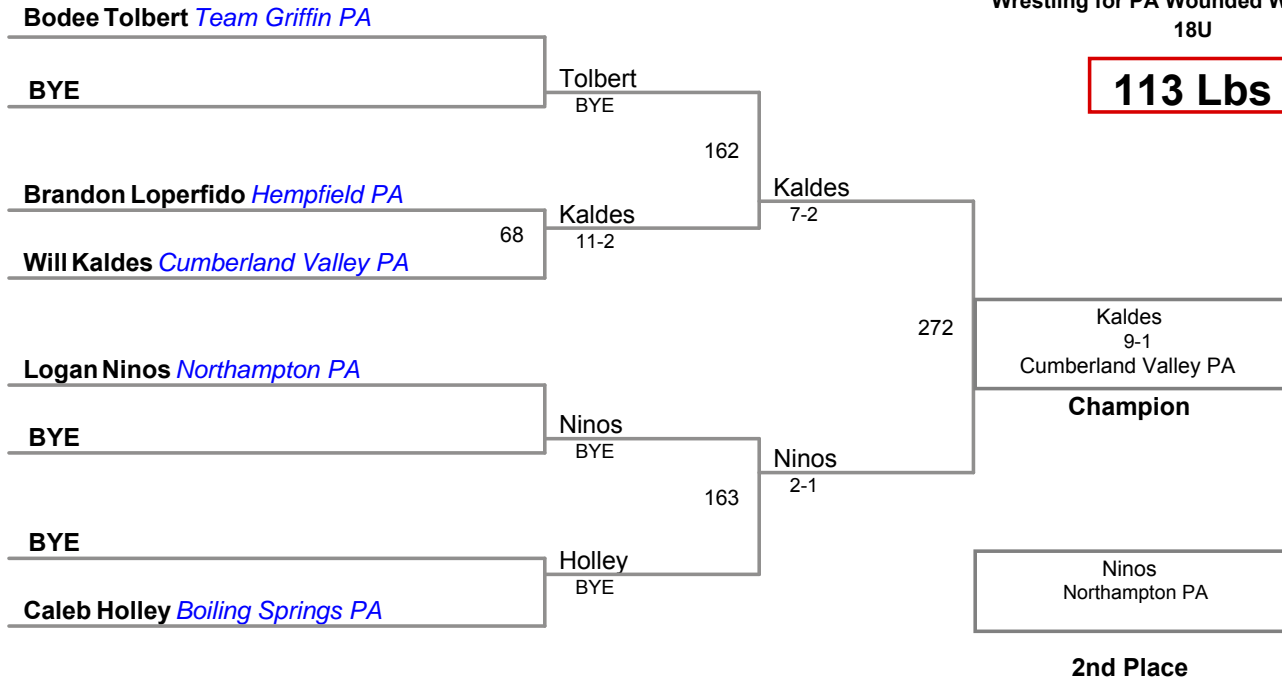 Wrestling for PA Wounded W
18U
113 Lbs
Bodee Tolbert Team Griffin PA
BYE
Tolbert
BYE
162
Brandon Loperfido Hempfield PA
68
Will Kaldes Cumberland Valley PA
Kaldes
11-2
Kaldes
7-2
272
Kaldes
9-1
Cumberland Valley PA
Champion
Logan Ninos Northampton PA
BYE
Ninos
BYE
163
Ninos
2-1
BYE
Caleb Holley Boiling Springs PA
Holley
BYE
Ninos
Northampton PA
2nd Place